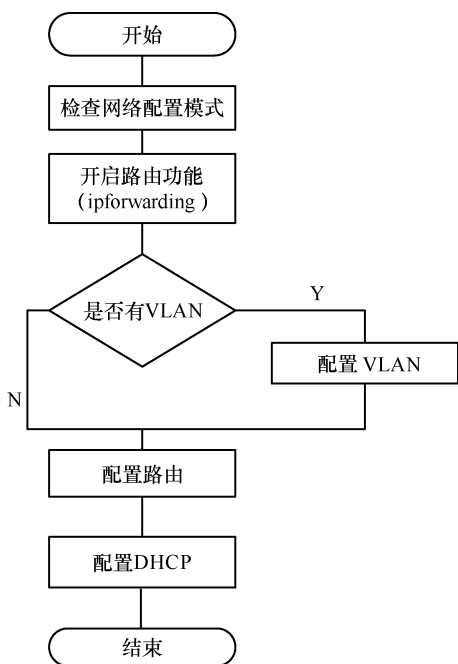 开始
检查网络配置模式
开启路由功能
（ipforwarding）
是否有VLAN
Y
配置 VLAN
N
配置路由
配置DHCP
结束